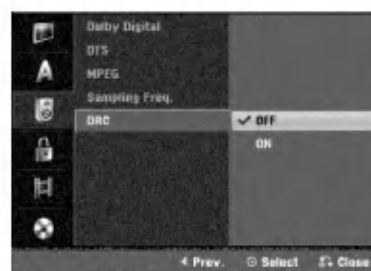 A
Dolby Digital
DTS
MPEG
Sampling Freq.
DRC
✓ OFF
ON
◄ Prev. ⊙ Select Close